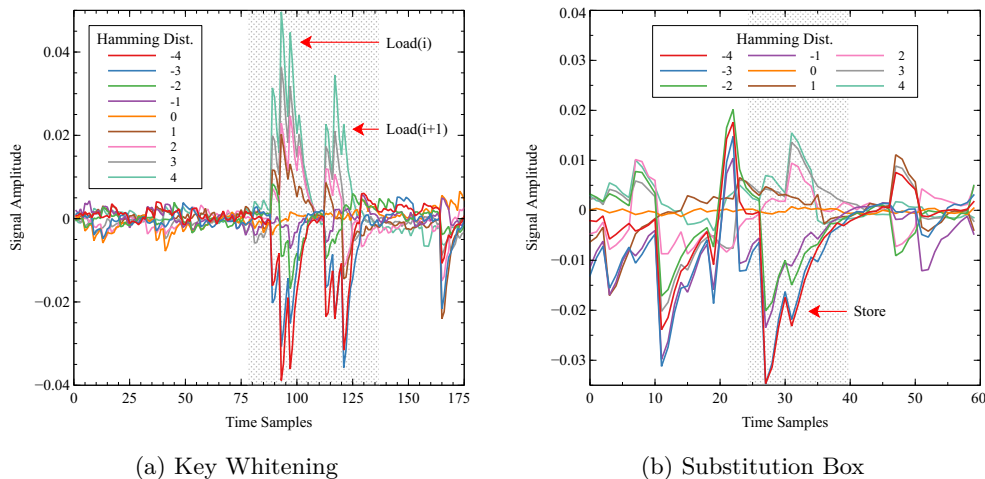 Signal Amplitude
0.04
0.02
0
−0.02
−0.04
0
25
50
75
100
125
150
175
Time Samples
Hamming Dist.
-4
-3
-2
-1
0
1
2
3
4
Load(i)
Load(i+1)
(a) Key Whitening
Signal Amplitude
0.04
0.03
0.02
0.01
0
−0.01
−0.02
−0.03
0
10
20
30
40
50
60
Time Samples
Hamming Dist.
-4 -1 2
-3 0 3
-2 1 4
Store
(b) Substitution Box